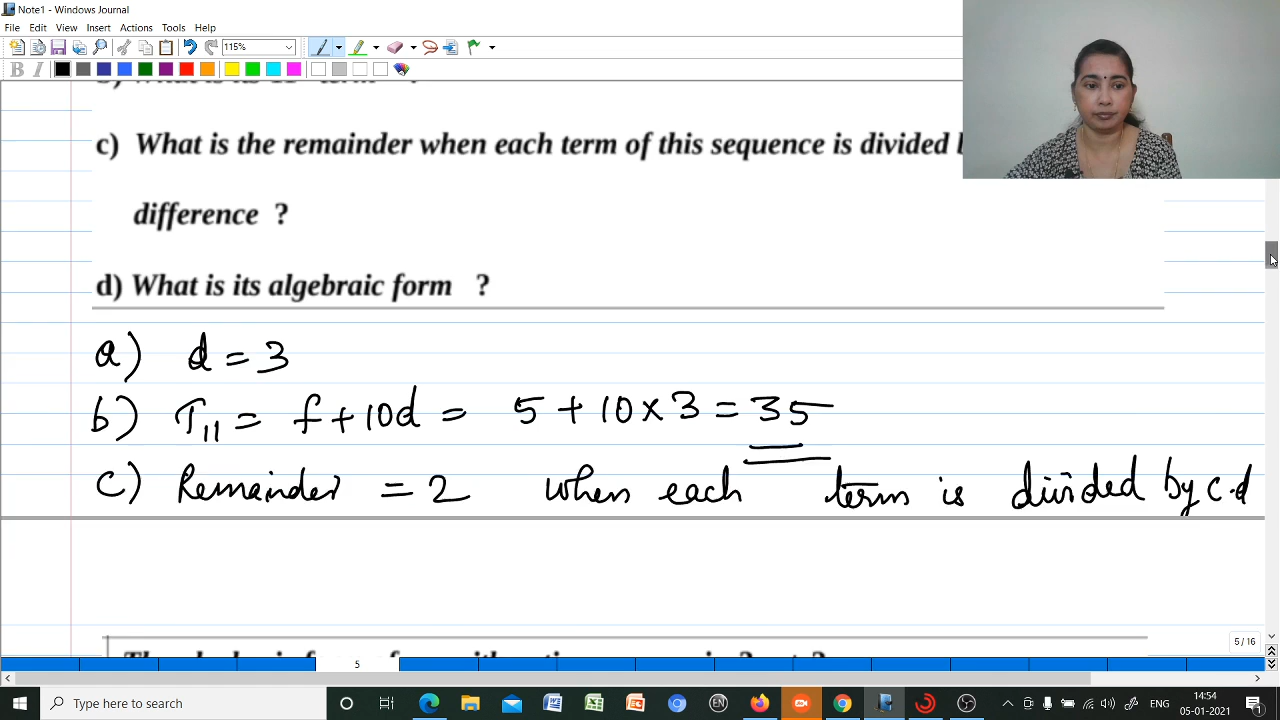 Note1 - Windows Journal
File Edit View Insert Actions Tools Help
115%
B I
c) What is the remainder when each term of this sequence is divided
difference ?
d) What is its algebraic form ?
a) d = 3
b) T11 = f + 10d = 5 + 10 x 3 = 35
c) Remainder = 2 when each term is divided by c.d
5 / 16
5
Type here to search
EN
14:54
05-01-2021